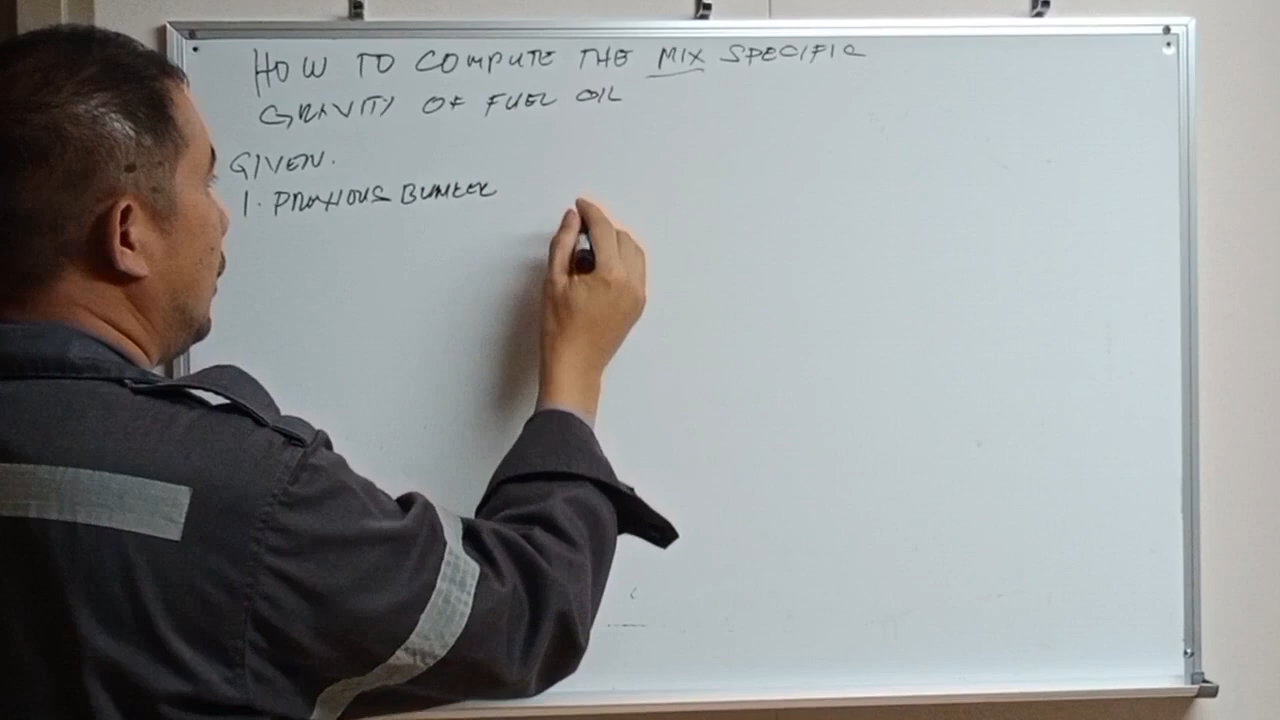 HOW TO COMPUTE THE MIX SPECIFIC
GRAVITY OF FUEL OIL
GIVEN.
1. PREVIOUS BUNKER